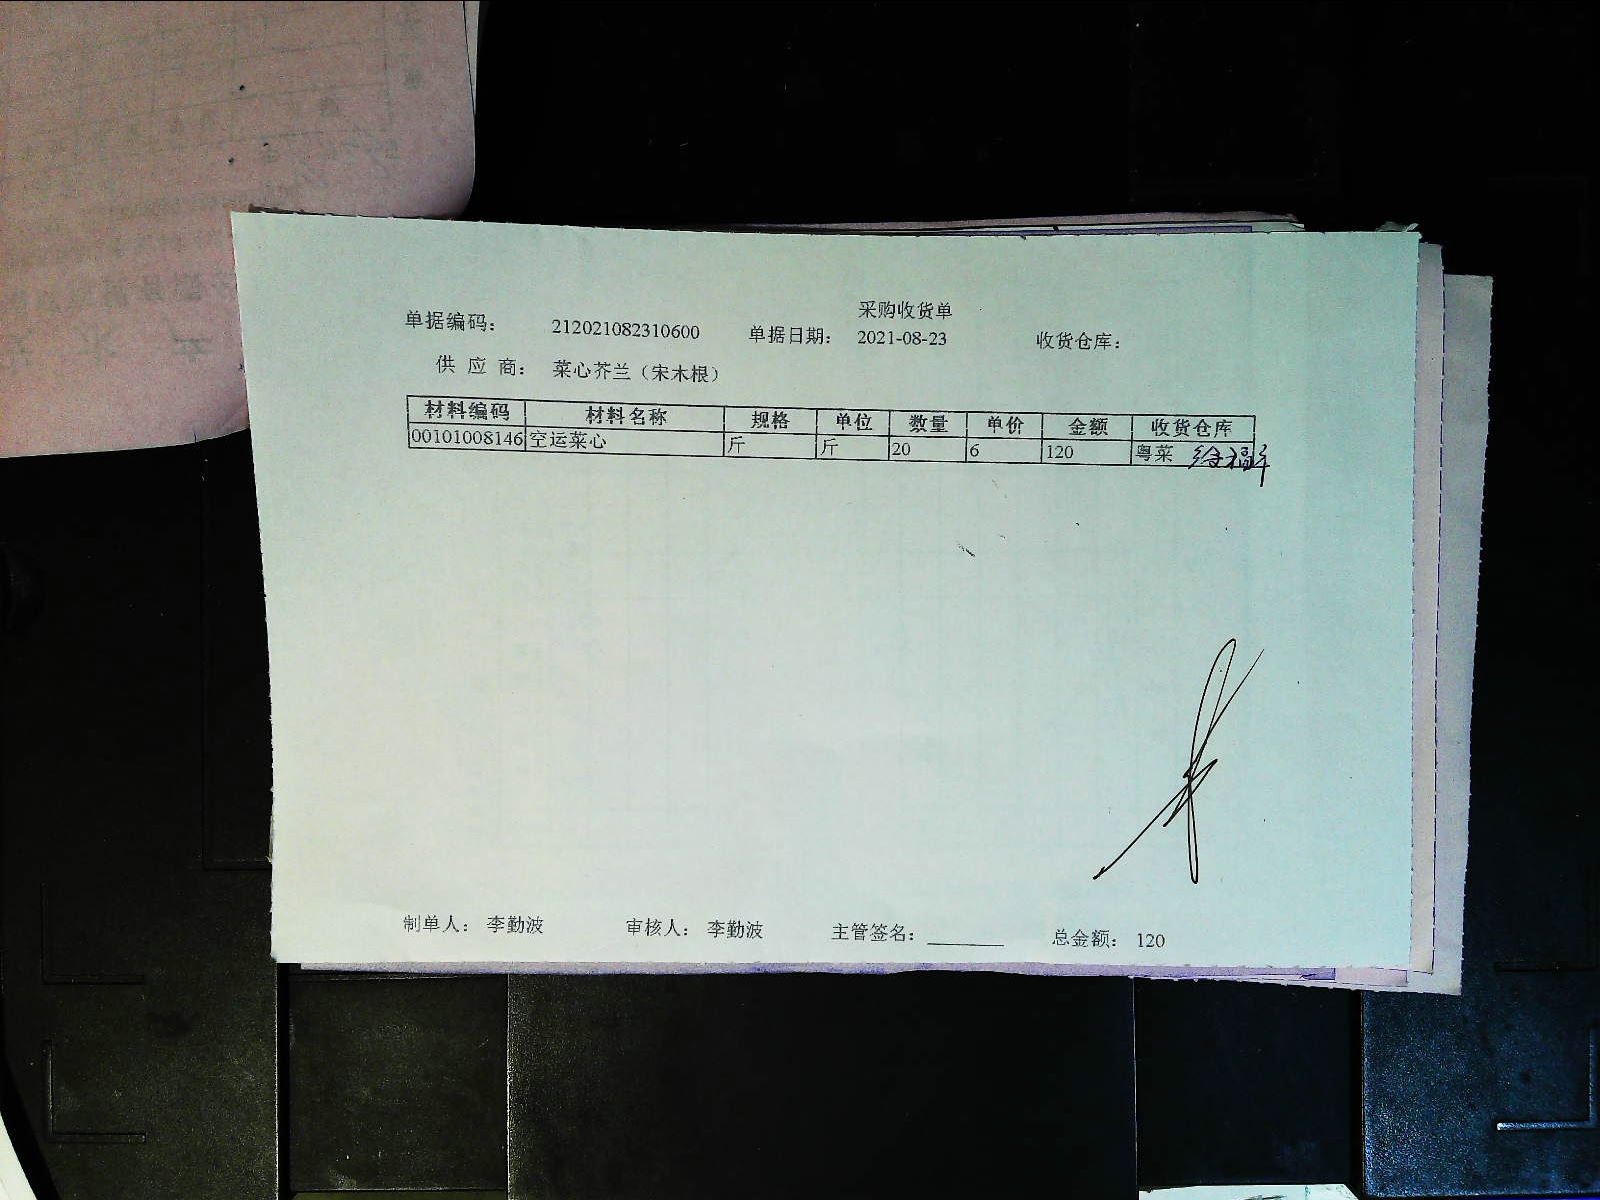 采购收货单
单据编码： 212021082310600 单据日期： 2021-08-23 收货仓库：
供 应 商： 菜心芥兰（宋木根）
材料编码 材料名称 规格 单位 数量 单价 金额 收货仓库
00101008146 空运菜心 斤 斤 20 6 120 粤菜
制单人： 李勤波 审核人： 李勤波 主管签名： 总金额： 120